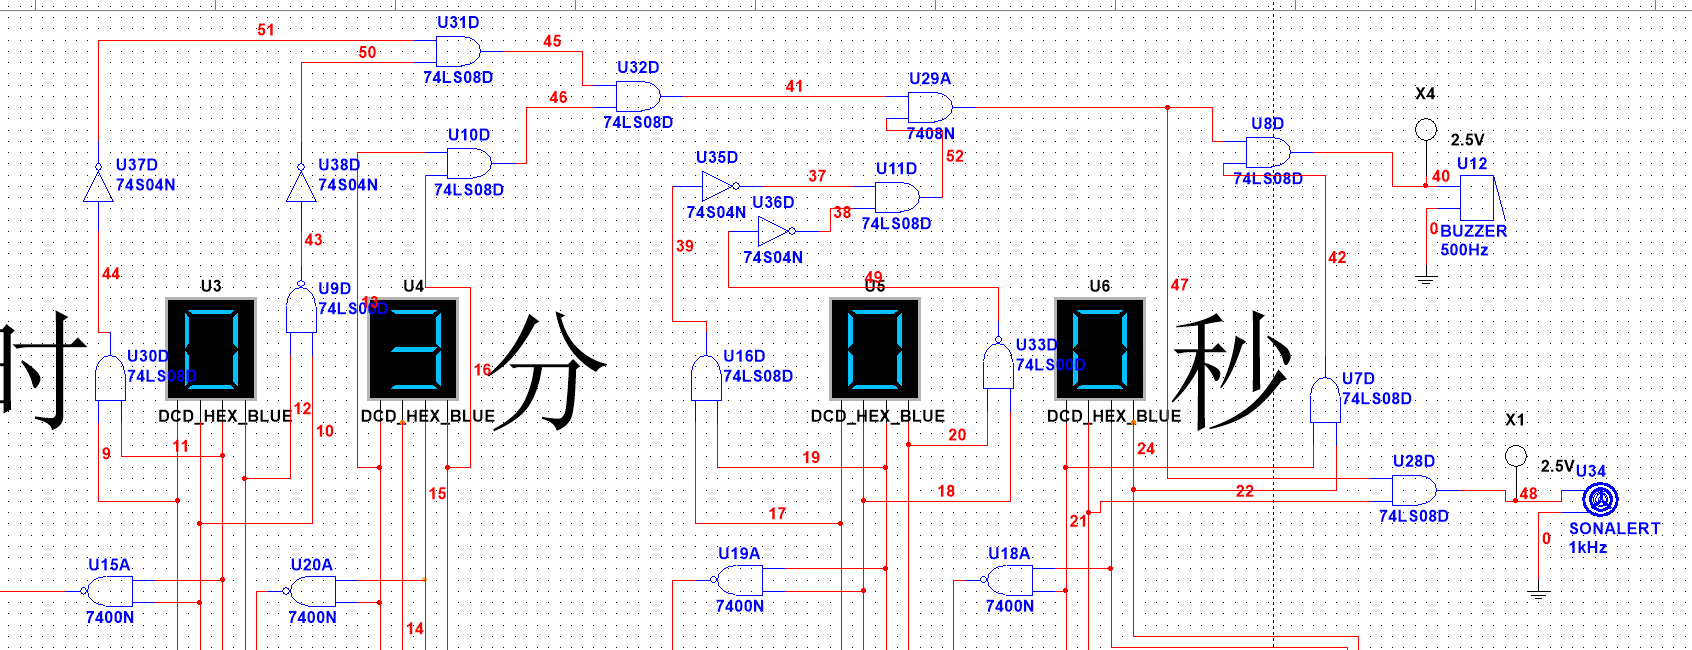 51
U31D
50
45
74LS08D
U32D
46
74LS08D
41
U29A
7408N
X4
2.5V
U8D
74LS08D
U12
40
0
BUZZER
500Hz
U10D
74LS08D
U37D
74S04N
U38D
74S04N
U35D
74S04N
37
U36D
74S04N
38
U11D
74LS08D
52
39
43
44
42
47
49
U3
U9D
74LS00D
13
U4
U5
U6
时
U30D
74LS08D
16
分
U16D
74LS08D
U33D
74LS00D
秒
U7D
74LS08D
DCD_HEX_BLUE
DCD_HEX_BLUE
DCD_HEX_BLUE
DCD_HEX_BLUE
12
10
11
9
15
20
19
18
17
24
22
21
U28D
74LS08D
X1
2.5V
U34
48
0
SONALERT
1kHz
U15A
7400N
U20A
7400N
14
U19A
7400N
U18A
7400N